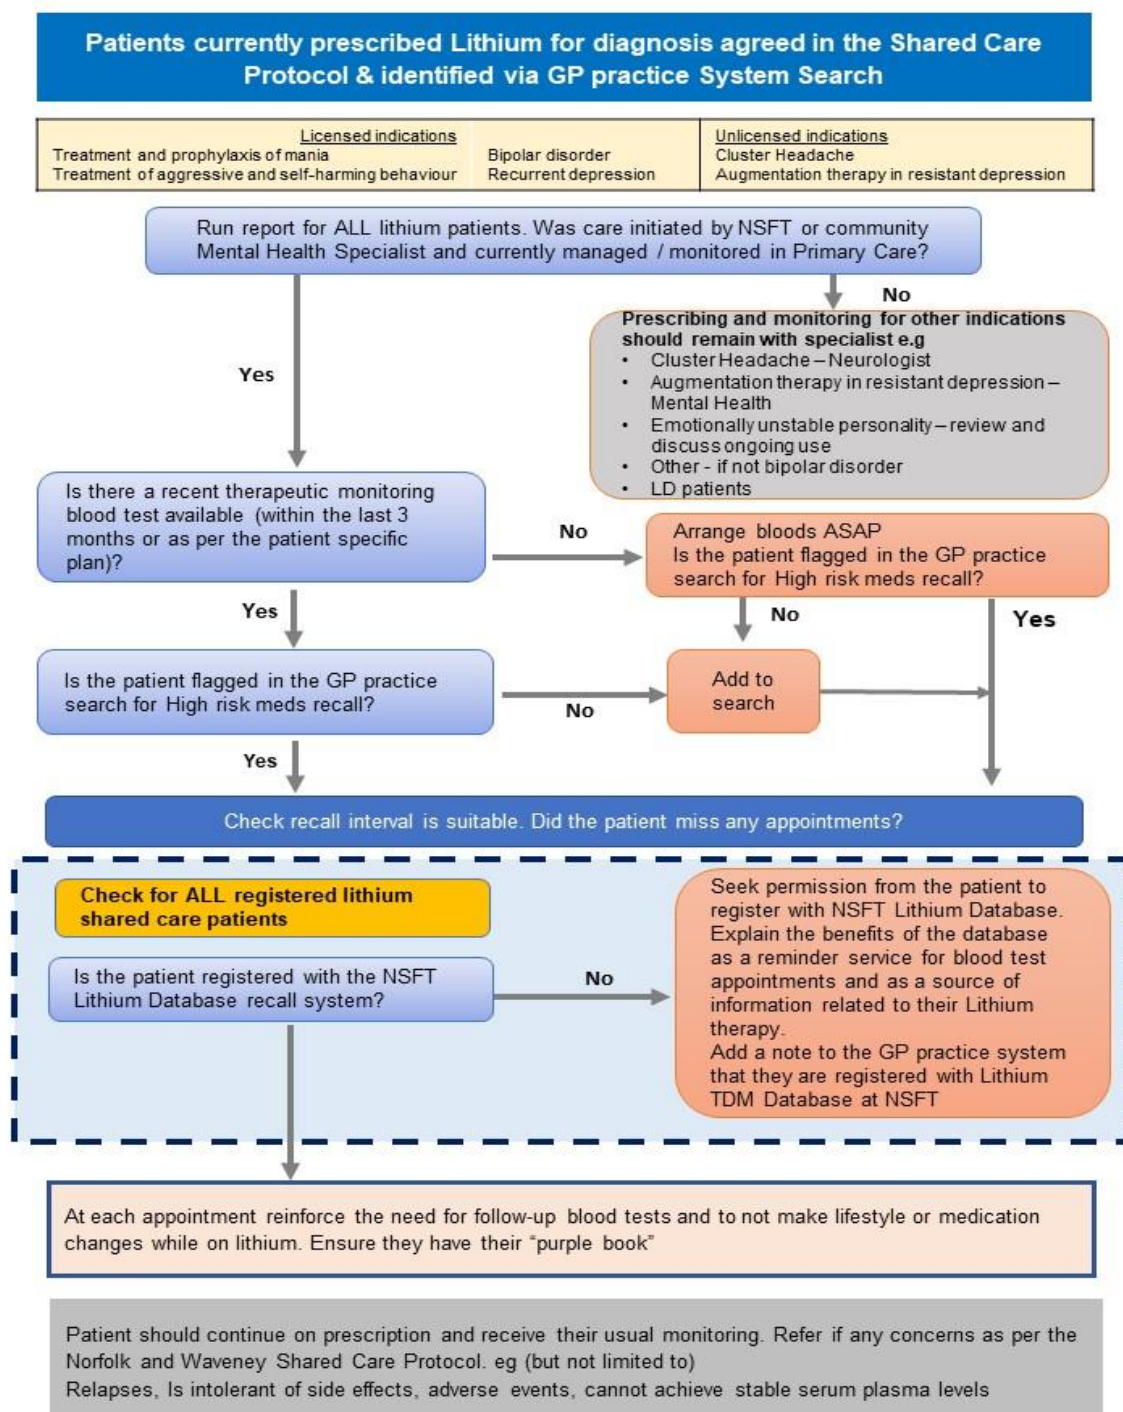 Patients currently prescribed Lithium for diagnosis agreed in the Shared Care
Protocol & identified via GP practice System Search
Licensed indications
Treatment and prophylaxis of mania
Treatment of aggressive and self-harming behaviour
Bipolar disorder
Recurrent depression
Unlicensed indications
Cluster Headache
Augmentation therapy in resistant depression
Run report for ALL lithium patients. Was care initiated by NSFT or community
Mental Health Specialist and currently managed / monitored in Primary Care?
No
Prescribing and monitoring for other indications
should remain with specialist e.g
• Cluster Headache – Neurologist
• Augmentation therapy in resistant depression –
Mental Health
• Emotionally unstable personality – review and
discuss ongoing use
• Other - if not bipolar disorder
• LD patients
Yes
Is there a recent therapeutic monitoring
blood test available (within the last 3
months or as per the patient specific
plan)?
No
Arrange bloods ASAP
Is the patient flagged in the GP practice
search for High risk meds recall?
Yes
No
Yes
Is the patient flagged in the GP practice
search for High risk meds recall?
No
Add to
search
Yes
Check recall interval is suitable. Did the patient miss any appointments?
Check for ALL registered lithium
shared care patients
Is the patient registered with the NSFT
Lithium Database recall system?
No
Seek permission from the patient to
register with NSFT Lithium Database.
Explain the benefits of the database
as a reminder service for blood test
appointments and as a source of
information related to their Lithium
therapy.
Add a note to the GP practice system
that they are registered with Lithium
TDM Database at NSFT
At each appointment reinforce the need for follow-up blood tests and to not make lifestyle or medication
changes while on lithium. Ensure they have their “purple book”
Patient should continue on prescription and receive their usual monitoring. Refer if any concerns as per the
Norfolk and Waveney Shared Care Protocol. eg (but not limited to)
Relapses, Is intolerant of side effects, adverse events, cannot achieve stable serum plasma levels